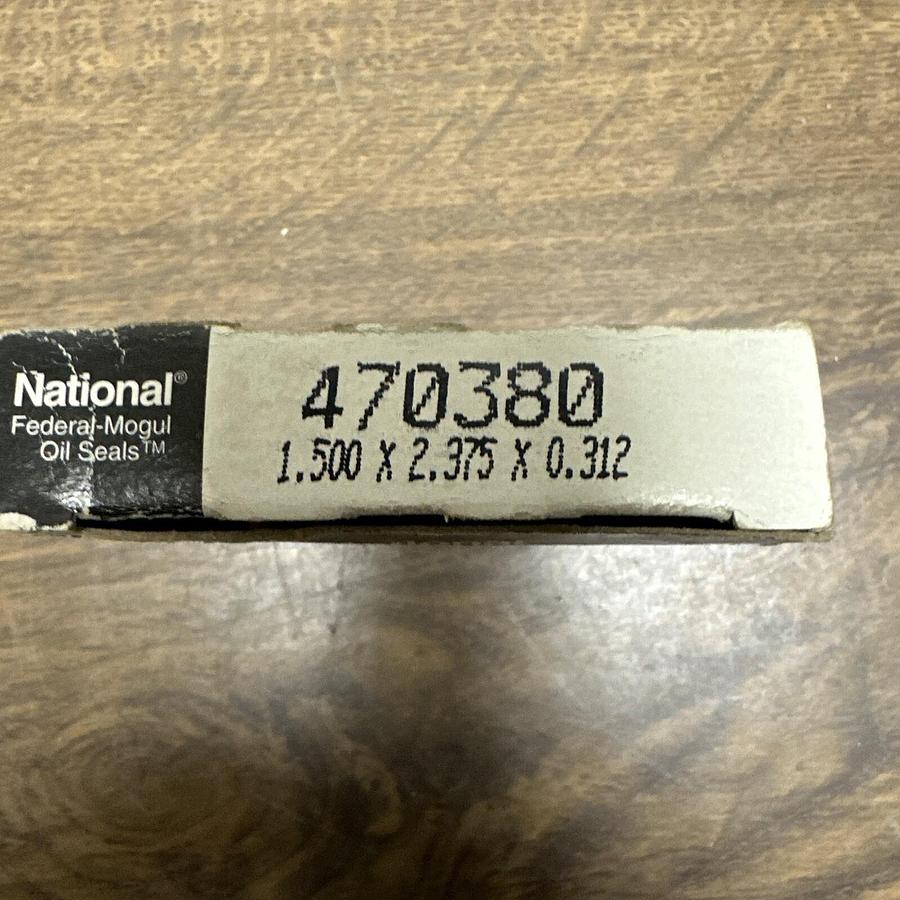 National®
Federal-Mogul
Oil Seals™
470380
1.500 X 2.375 X 0.312